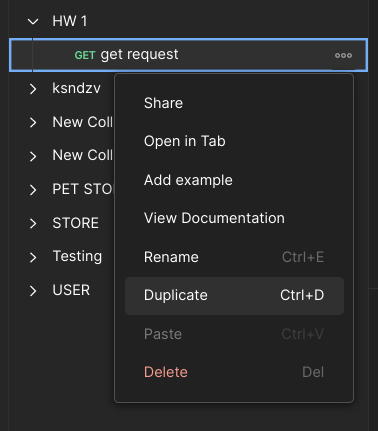 HW 1
GET get request
ksndzv
New Coll
New Coll
PET STO
STORE
Testing
USER
Share
Open in Tab
Add example
View Documentation
Rename Ctrl+E
Duplicate Ctrl+D
Paste Ctrl+V
Delete Del